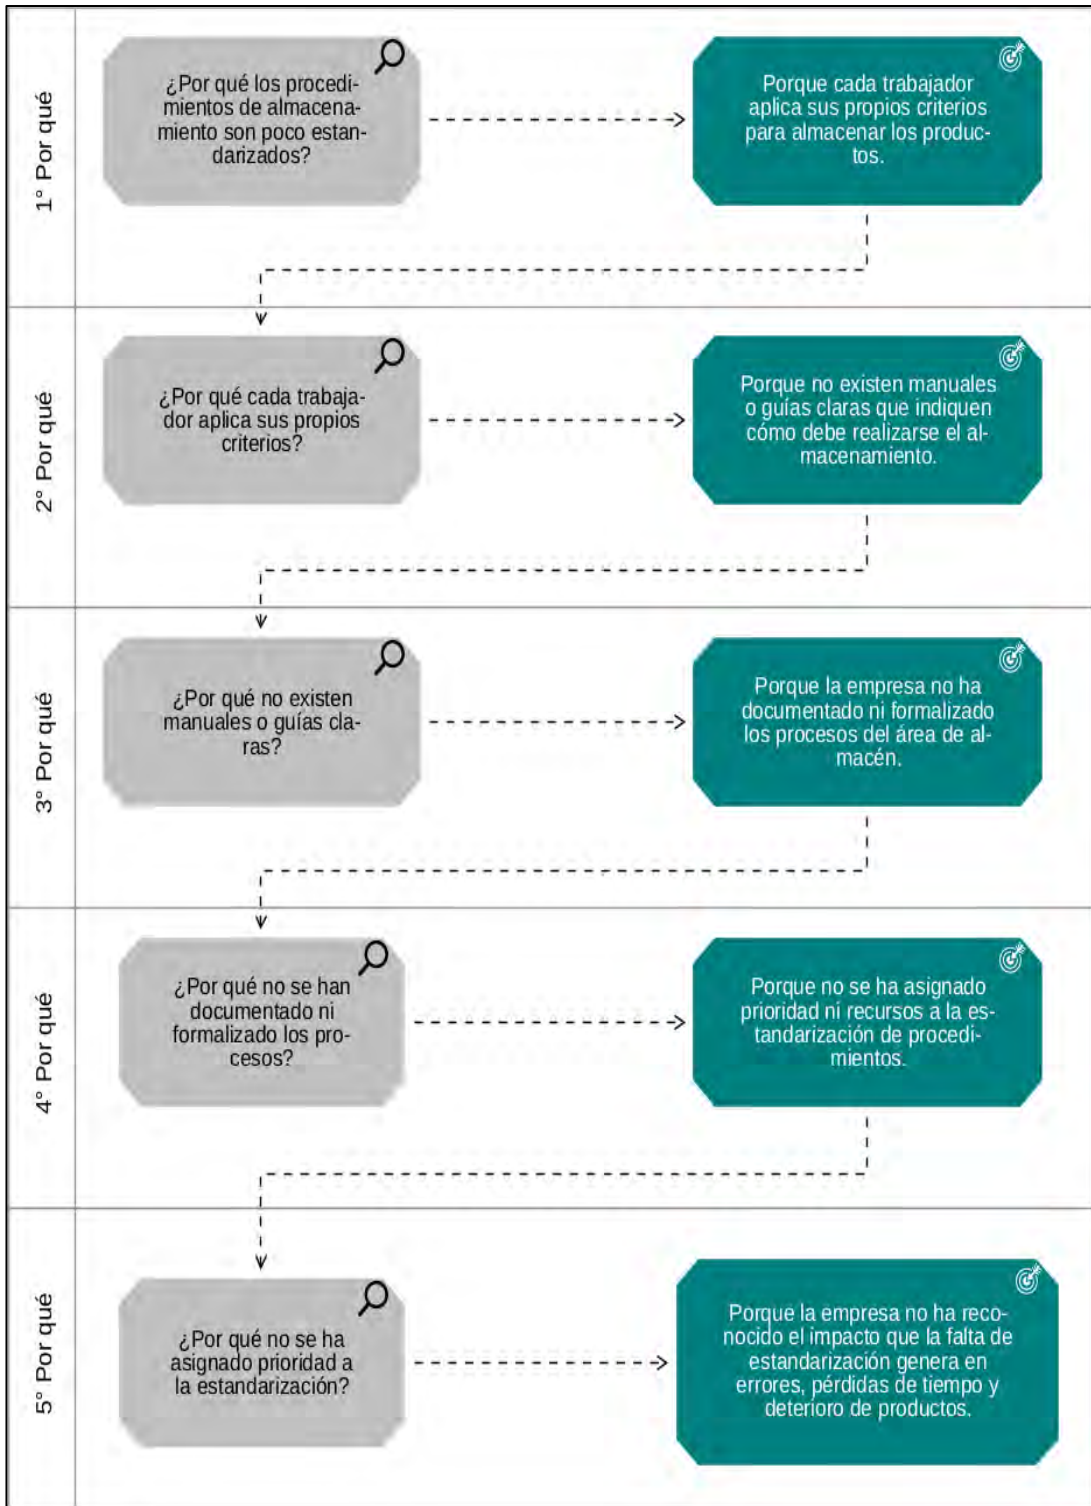 1° Por qué
¿Por qué los procedi-
mientos de almacena-
miento son poco estan-
darizados?
Porque cada trabajador
aplica sus propios criterios
para almacenar los produc-
tos.
2° Por qué
¿Por qué cada trabaja-
dor aplica sus propios
criterios?
Porque no existen manuales
o guías claras que indiquen
cómo debe realizarse el al-
macenamiento.
3° Por qué
¿Por qué no existen
manuales o guías cla-
ras?
Porque la empresa no ha
documentado ni formalizado
los procesos del área de al-
macén.
4° Por qué
¿Por qué no se han
documentado ni
formalizado los pro-
cesos?
Porque no se ha asignado
prioridad ni recursos a la es-
tandarización de procedi-
mientos.
5° Por qué
¿Por qué no se ha
asignado prioridad a
la estandarización?
Porque la empresa no ha reco-
nocido el impacto que la falta de
estandarización genera en
errores, pérdidas de tiempo y
deterioro de productos.